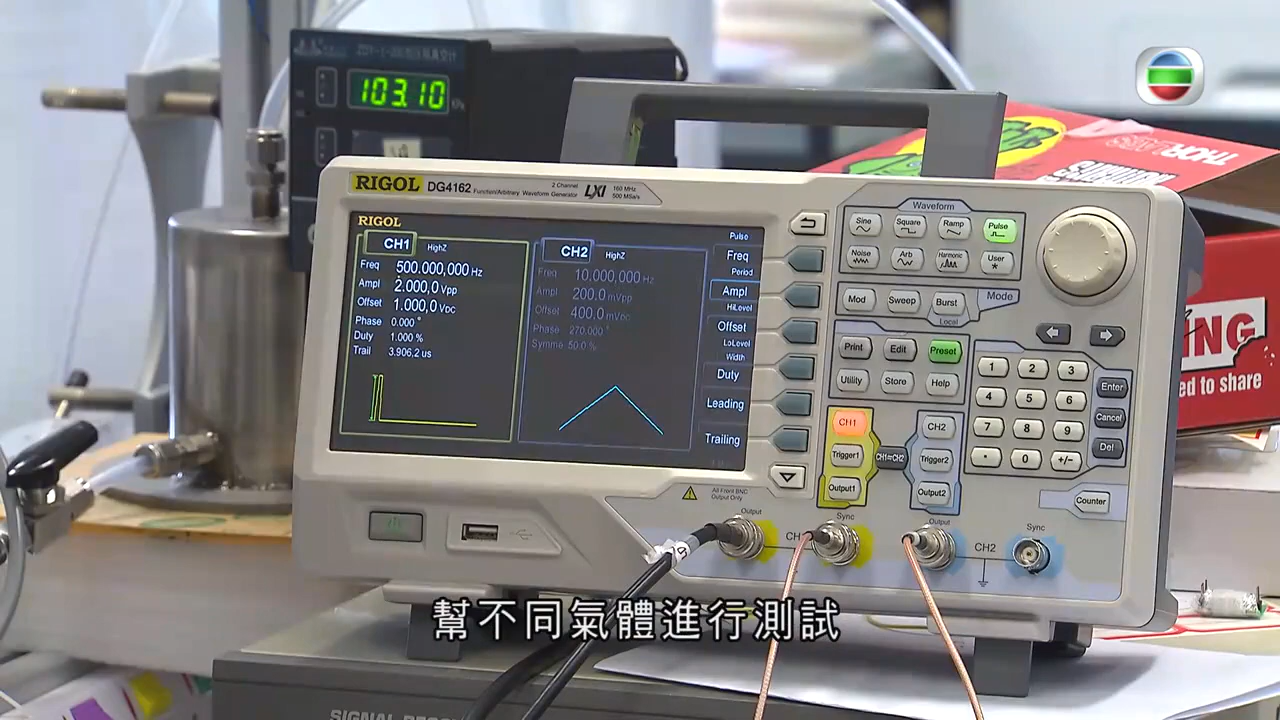 103.10
THORLABS
RIGOL DG4162 Function/Arbitrary Waveform Generator
2 Channel
LXI
160 MHz
500 MSa/s
RIGOL
CH1 HighZ
Freq 500.000,000 Hz
Ampl 2.000,0 Vpp
Offset 1.000,0 VDC
Phase 0.000 °
Duty 1.000 %
Trail 3.906,2 us
CH2 HighZ
Freq 10.000,000 Hz
Ampl 200.0 mVpp
Offset 400.0 mVDC
Phase 270.000 °
Symme 50.0 %
Pulse
Freq
Period
Ampl
HiLevel
Offset
LoLevel
Width
Duty
Leading
Trailing
Waveform
Sine Square Ramp Pulse
Noise Arb Harmonic User
Mod Sweep Burst Mode
Local
Print Edit Preset
Utility Store Help
CH1 CH2
Trigger1 CH1⇌CH2 Trigger2
Output1 Output2
1 2 3 Enter
4 5 6
7 8 9 Cancel
. 0 +/- Del
Counter
All Front BNC
Output Only
Output Sync Output Sync
CH1 CH2
ING
ed to share
幫不同氣體進行測試
SIGNAL RECO